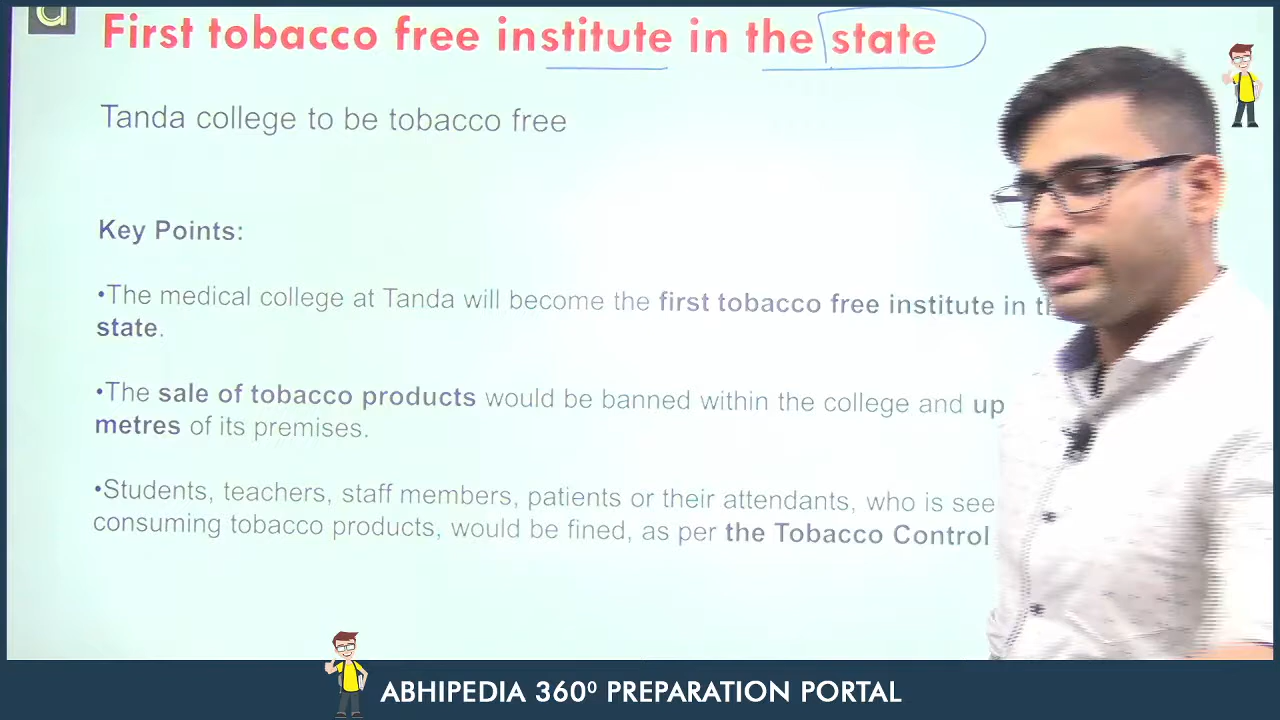 a
First tobacco free institute in the state
Tanda college to be tobacco free
Key Points:
•The medical college at Tanda will become the first tobacco free institute in
state.
•The sale of tobacco products would be banned within the college and up
metres of its premises.
•Students, teachers, staff members, patients or their attendants, who is
consuming tobacco products, would be fined, as per the Tobacco Control
ABHIPEDIA 360⁰ PREPARATION PORTAL